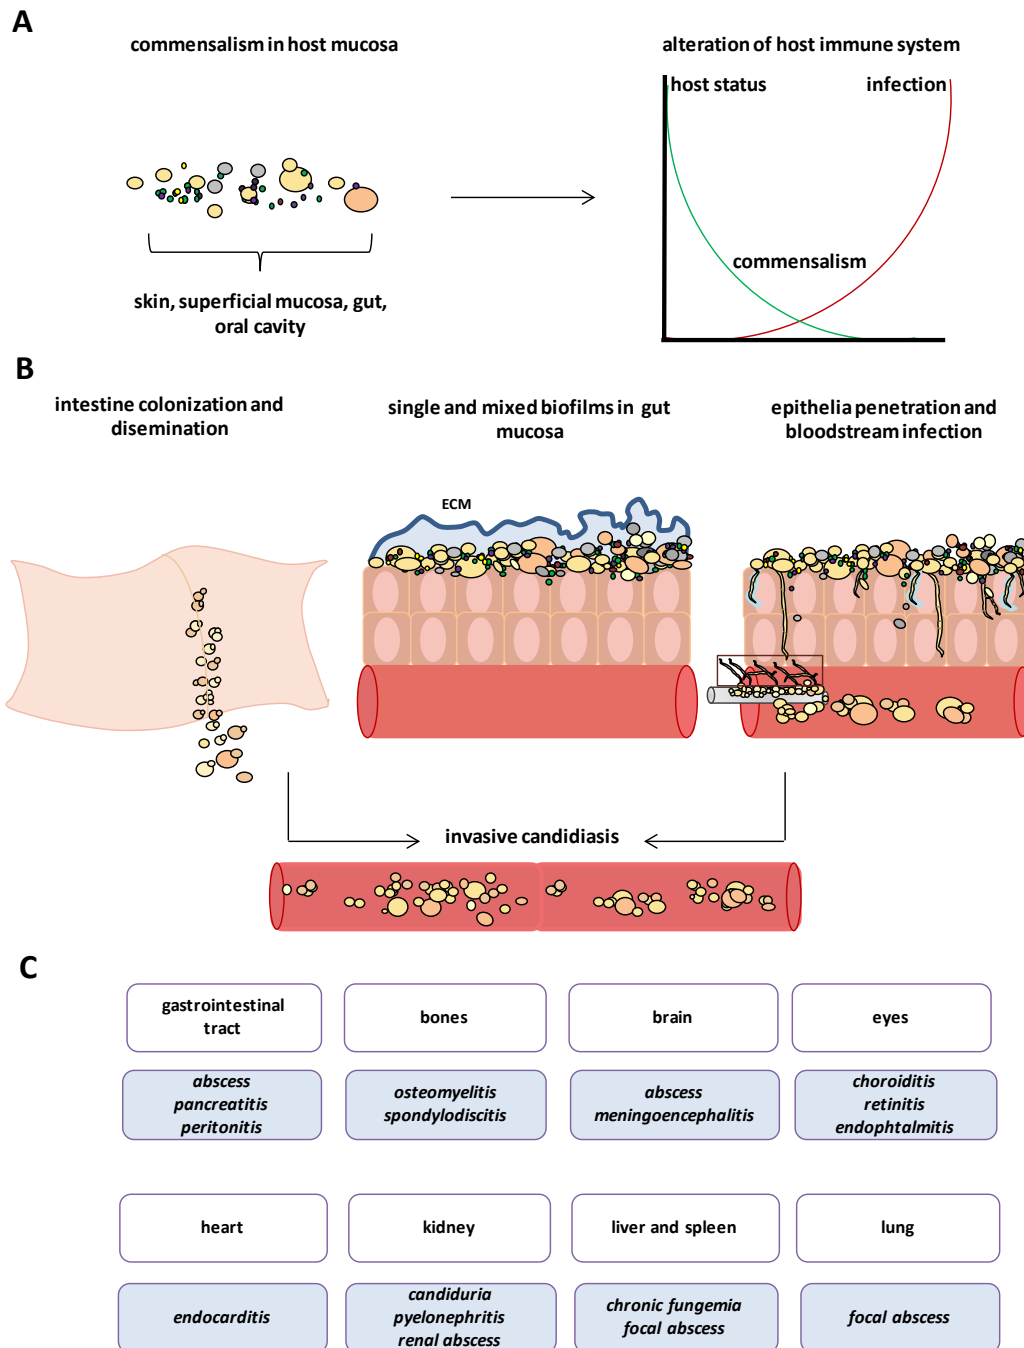 A
commensalism in host mucosa
skin, superficial mucosa, gut,
oral cavity
alteration of host immune system
host status
infection
commensalism
B
intestine colonization and
disemination
single and mixed biofilms in gut
mucosa
ECM
epithelia penetration and
bloodstream infection
invasive candidiasis
C
gastrointestinal
tract
bones
brain
eyes
abscess
pancreatitis
peritonitis
osteomyelitis
spondylodiscitis
abscess
meningoencephalitis
choroiditis
retinitis
endophtalmitis
heart
kidney
liver and spleen
lung
endocarditis
candiduria
pyelonephritis
renal abscess
chronic fungemia
focal abscess
focal abscess